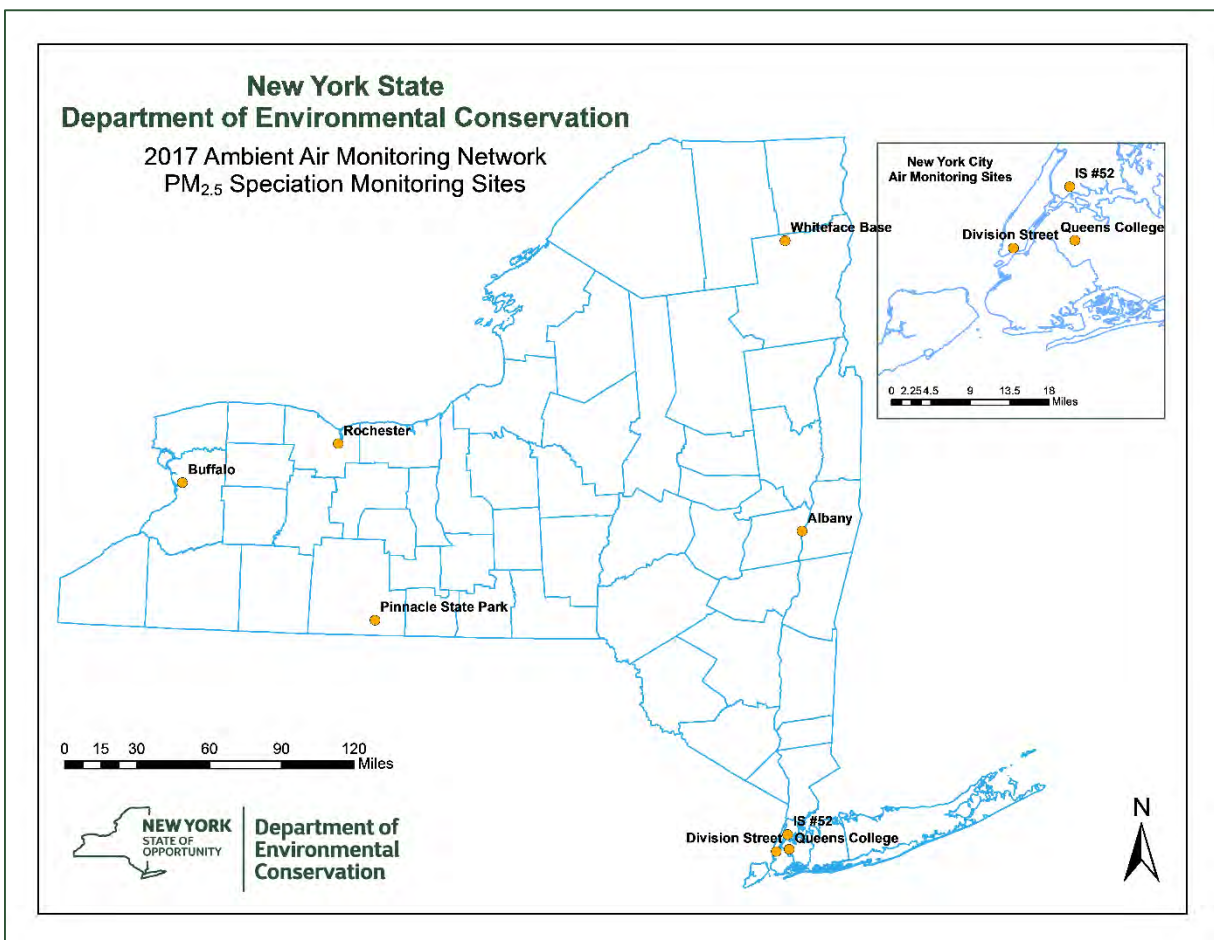 New York State
Department of Environmental Conservation
2017 Ambient Air Monitoring Network
PM2.5 Speciation Monitoring Sites
New York City
Air Monitoring Sites
IS #52
Division Street
Queens College
0 2.25 4.5 9 13.5 18
Miles
Whiteface Base
Rochester
Buffalo
Albany
Pinnacle State Park
0 15 30 60 90 120
Miles
IS #52
Division Street
Queens College
NEW YORK
STATE OF
OPPORTUNITY
Department of
Environmental
Conservation
N